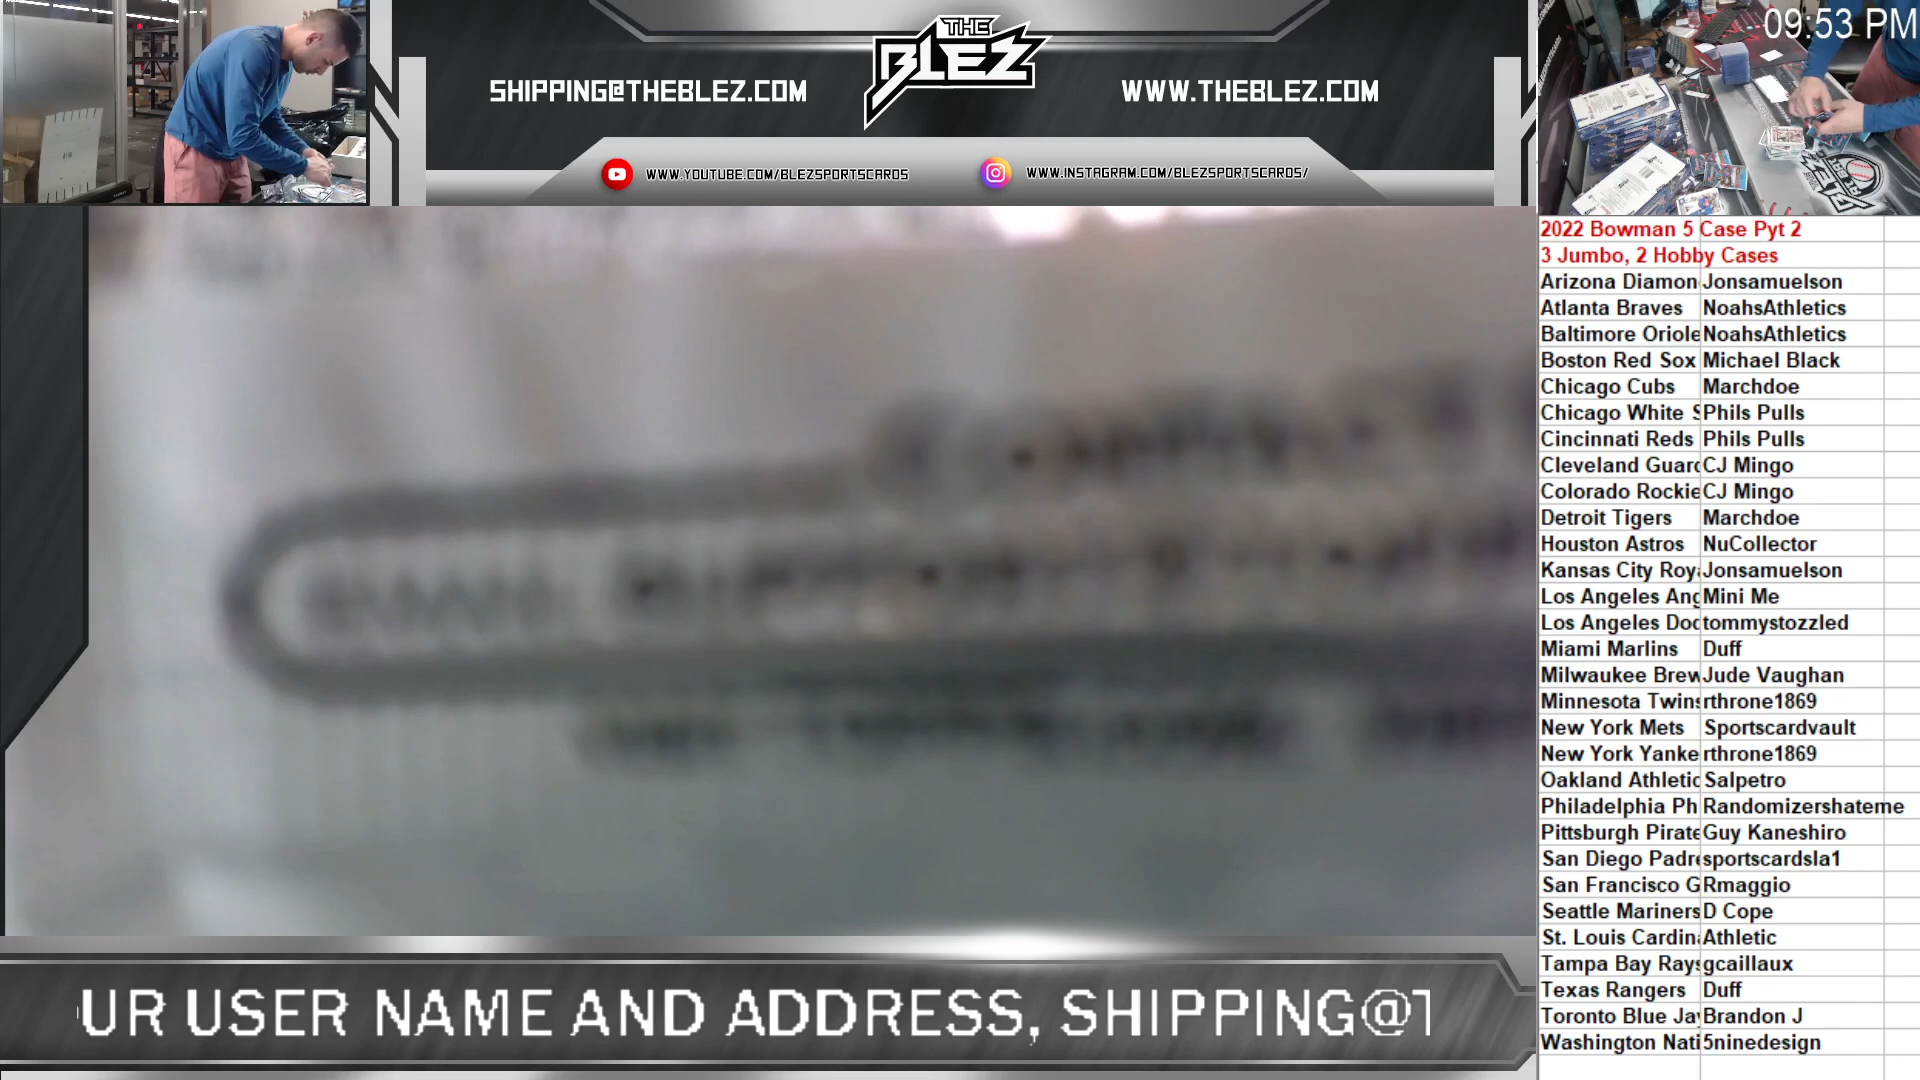 09:53 PM
THE
BLEZ
SHIPPING@THEBLEZ.COM
WWW.THEBLEZ.COM
WWW.YOUTUBE.COM/BLEZSPORTSCARDS
WWW.INSTAGRAM.COM/BLEZSPORTSCARDS/
2022 Bowman 5 Case Pyt 2
3 Jumbo, 2 Hobby Cases
Arizona Diamon Jonsamuelson
Atlanta Braves NoahsAthletics
Baltimore Oriole NoahsAthletics
Boston Red Sox Michael Black
Chicago Cubs Marchdoe
Chicago White S Phils Pulls
Cincinnati Reds Phils Pulls
Cleveland Guard CJ Mingo
Colorado Rockie CJ Mingo
Detroit Tigers Marchdoe
Houston Astros NuCollector
Kansas City Roya Jonsamuelson
Los Angeles Ang Mini Me
Los Angeles Dod tommystozzled
Miami Marlins Duff
Milwaukee Brew Jude Vaughan
Minnesota Twins rthrone1869
New York Mets Sportscardvault
New York Yanke rthrone1869
Oakland Athletic Salpetro
Philadelphia Ph Randomizershateme
Pittsburgh Pirate Guy Kaneshiro
San Diego Padre sportscardsla1
San Francisco G Rmaggio
Seattle Mariners D Cope
St. Louis Cardina Athletic
Tampa Bay Rays gcaillaux
Texas Rangers Duff
Toronto Blue Jay Brandon J
Washington Nati 5ninedesign
UR USER NAME AND ADDRESS, SHIPPING@T